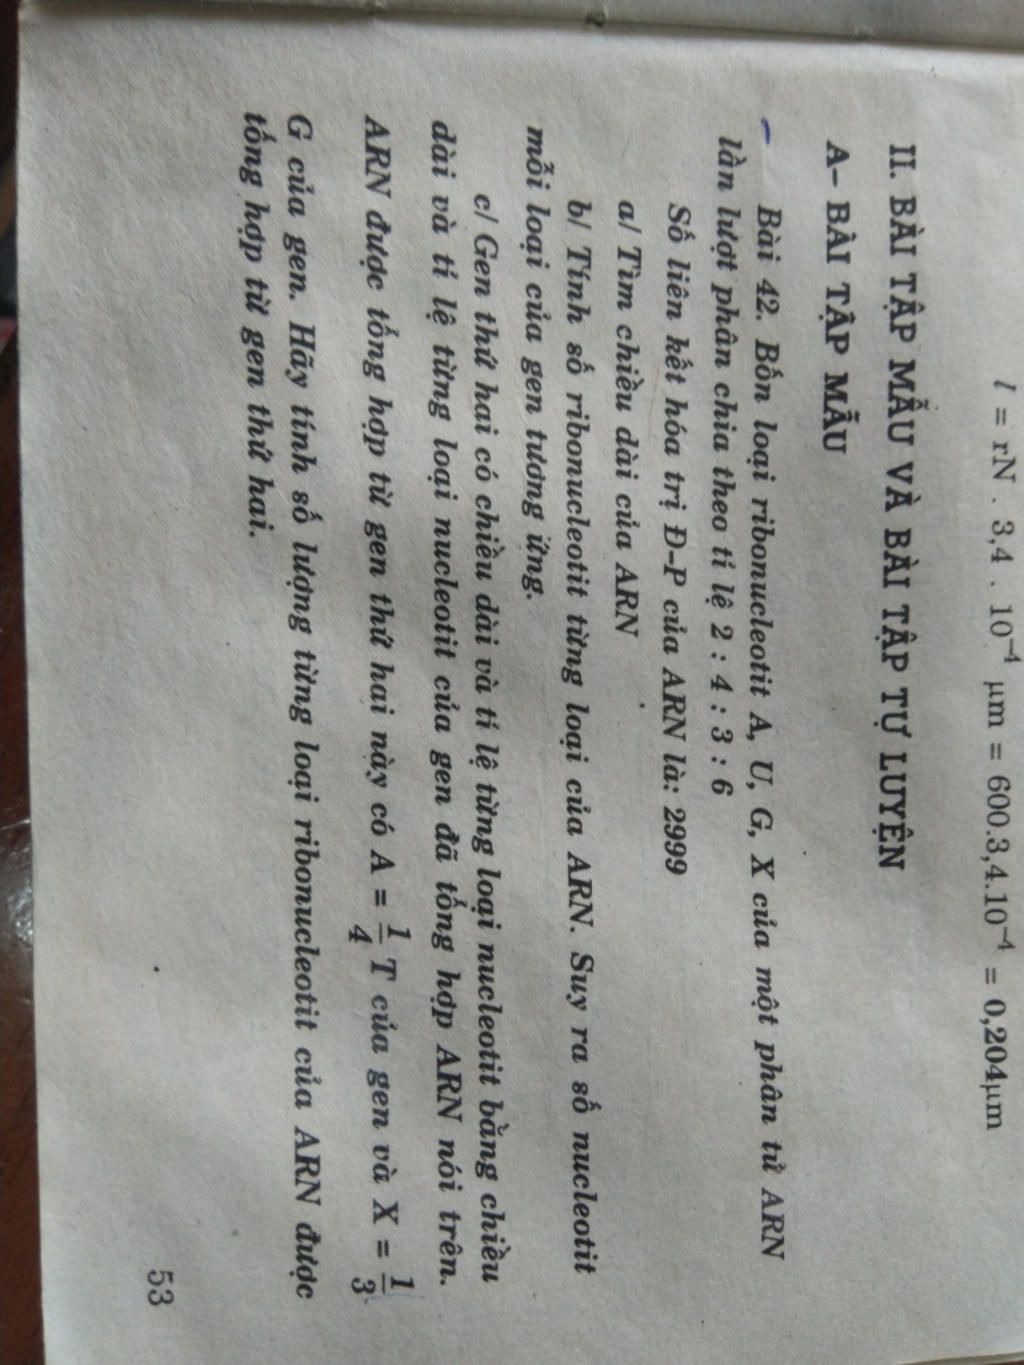 l = rN . 3,4 . 10⁻⁴ μm = 600.3,4.10⁻⁴ = 0,204μm
II. BÀI TẬP MẪU VÀ BÀI TẬP TỰ LUYỆN
A- BÀI TẬP MẪU
Bài 42. Bốn loại ribonucleotit A, U, G, X của một phân tử ARN
lần lượt phân chia theo tỉ lệ 2 : 4 : 3 : 6
Số liên kết hóa trị Đ-P của ARN là: 2999
a/ Tìm chiều dài của ARN
b/ Tính số ribonucleotit từng loại của ARN. Suy ra số nucleotit
mỗi loại của gen tương ứng.
c/ Gen thứ hai có chiều dài và tỉ lệ từng loại nucleotit bằng chiều
dài và tỉ lệ từng loại nucleotit của gen đã tổng hợp ARN nói trên.
ARN được tổng hợp từ gen thứ hai này có A = 1/4 T của gen và X = 1/3
G của gen. Hãy tính số lượng từng loại ribonucleotit của ARN được
tổng hợp từ gen thứ hai.
53